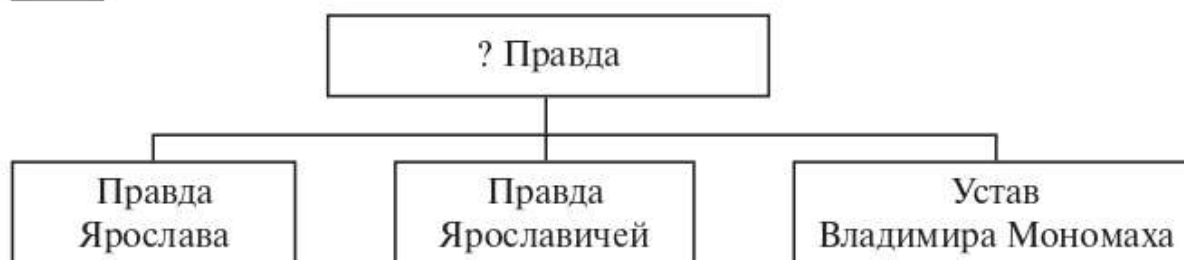 ? Правда
Правда
Ярослава
Правда
Ярославичей
Устав
Владимира Мономаха